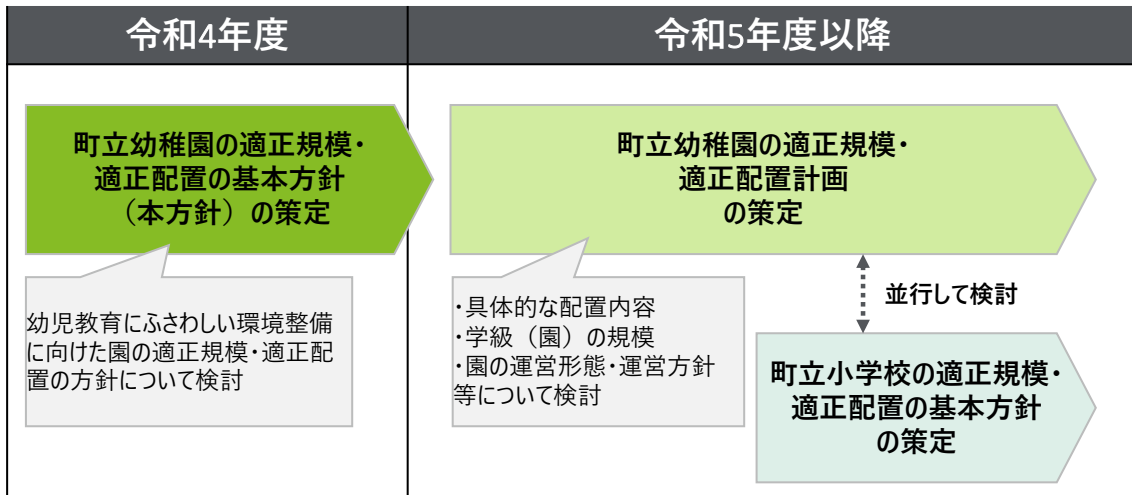 令和4年度
令和5年度以降
町立幼稚園の適正規模・
適正配置の基本方針
（本方針）の策定
町立幼稚園の適正規模・
適正配置計画
の策定
幼児教育にふさわしい環境整備
に向けた園の適正規模・適正配
置の方針について検討
・具体的な配置内容
・学級（園）の規模
・園の運営形態・運営方針
等について検討
並行して検討
町立小学校の適正規模・
適正配置の基本方針
の策定